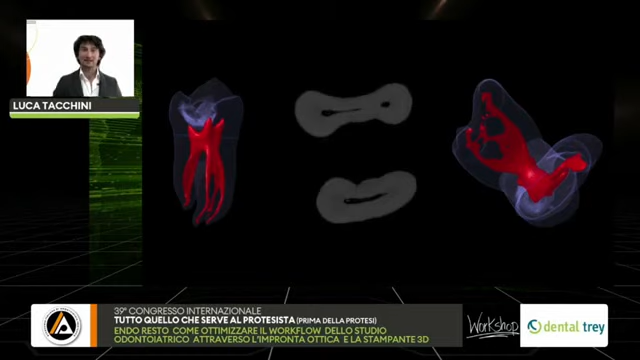 LUCA TACCHINI
39° CONGRESSO INTERNAZIONALE
TUTTO QUELLO CHE SERVE AL PROTESISTA (PRIMA DELLA PROTESI)
ENDO RESTO COME OTTIMIZZARE IL WORKFLOW DELLO STUDIO
ODONTOIATRICO ATTRAVERSO L'IMPRONTA OTTICA E LA STAMPANTE 3D
Workshop
dental trey